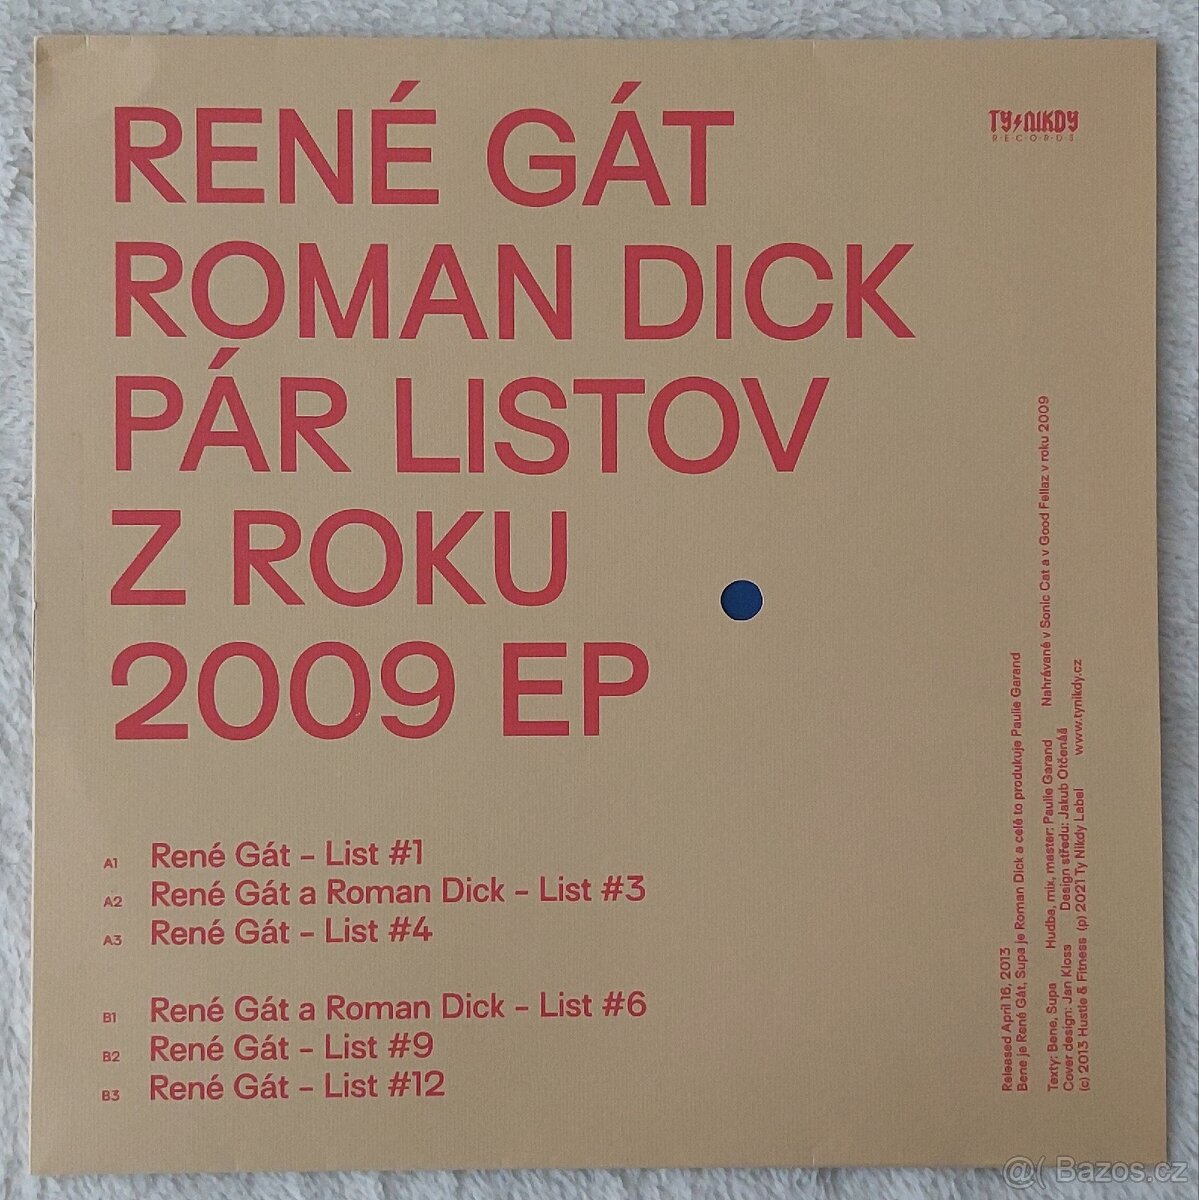 RENÉ GÁT
ROMAN DICK
PÁR LISTOV
Z ROKU
2009 EP
TY NIKDY
RECORDS
A1 René Gát – List #1
A2 René Gát a Roman Dick – List #3
A3 René Gát – List #4
B1 René Gát a Roman Dick – List #6
B2 René Gát – List #9
B3 René Gát – List #12
Released April 16, 2013
Bene je René Gát, Supa je Roman Dick a celé to produkuje Paulie Garand
Texty: Bene, Supa Hudba, mix, master: Paulie Garand Nahrávané v Sonic Cat a v Good Fellaz v roku 2009
Cover design: Jan Kloss Design středu: Jakub Otčenáš
(c) 2013 Hustle & Fitness (p) 2021 Ty Nikdy Label www.tynikdy.cz
@( Bazos.cz